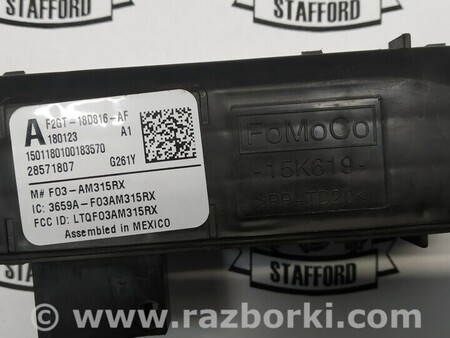 STAFFORD
F2GT-18D816-AF
A 180123 A1
1501180100183570
28571807 G261Y
M# F03-AM315RX
IC: 3659A-F03AM315RX
FCC ID: LTQF03AM315RX
Assembled in MEXICO
FoMoCo
-15K619-
STAFFORD
www.razborki.com